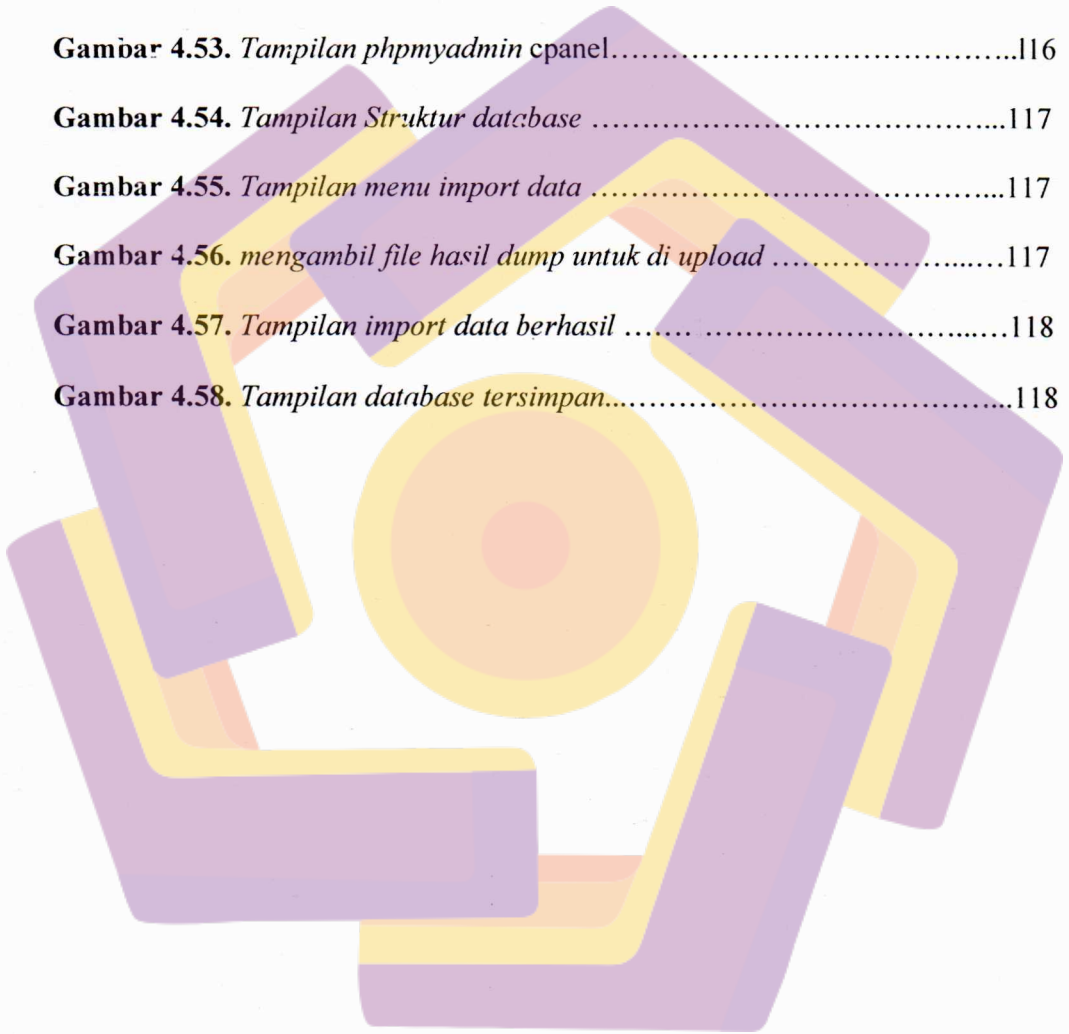 Gambar 4.53. Tampilan phpmyadmin cpanel.......................................116
Gambar 4.54. Tampilan Struktur database .......................................117
Gambar 4.55. Tampilan menu import data .......................................117
Gambar 4.56. mengambil file hasil dump untuk di upload .......................117
Gambar 4.57. Tampilan import data berhasil ....... ...........................118
Gambar 4.58. Tampilan database tersimpan.......................................118